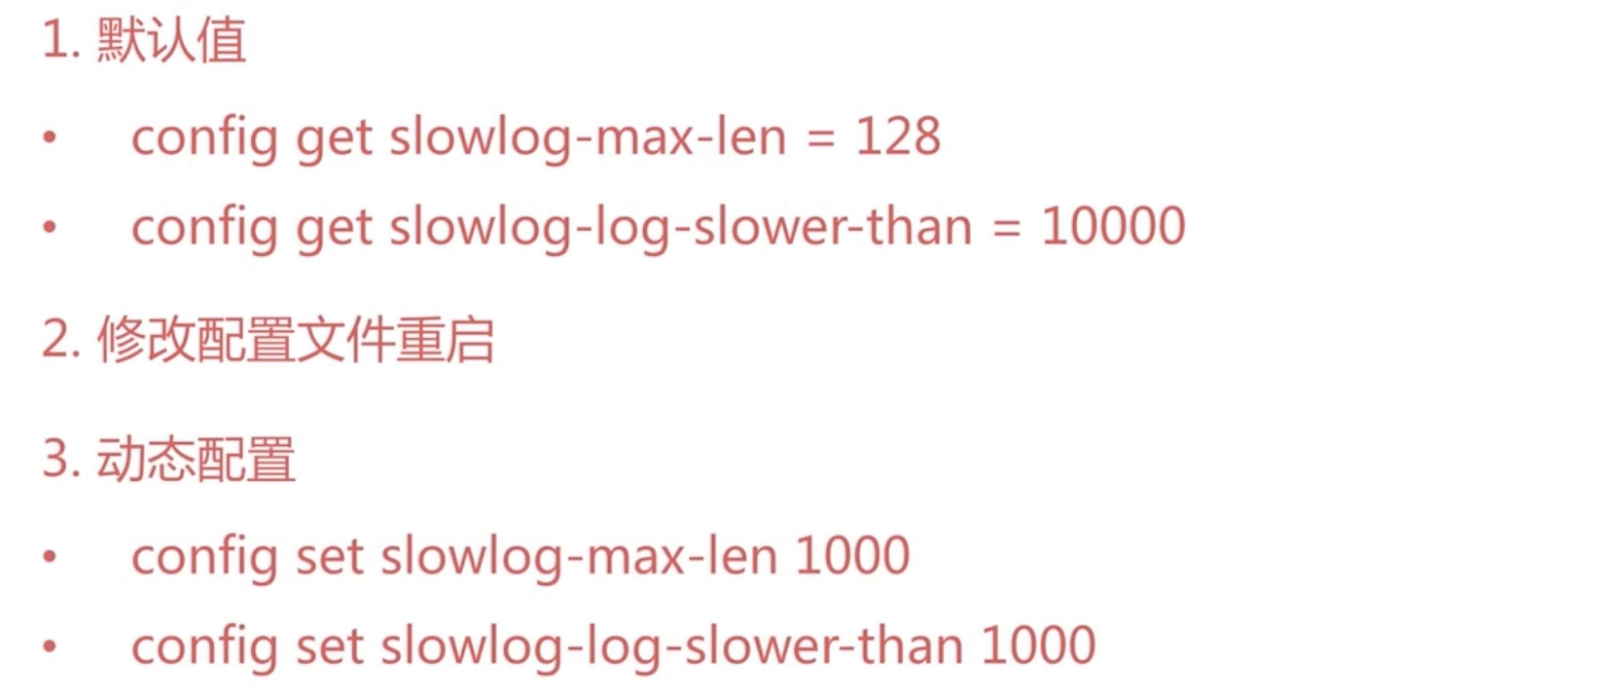 1. 默认值
• config get slowlog-max-len = 128
• config get slowlog-log-slower-than = 10000
2. 修改配置文件重启
3. 动态配置
• config set slowlog-max-len 1000
• config set slowlog-log-slower-than 1000